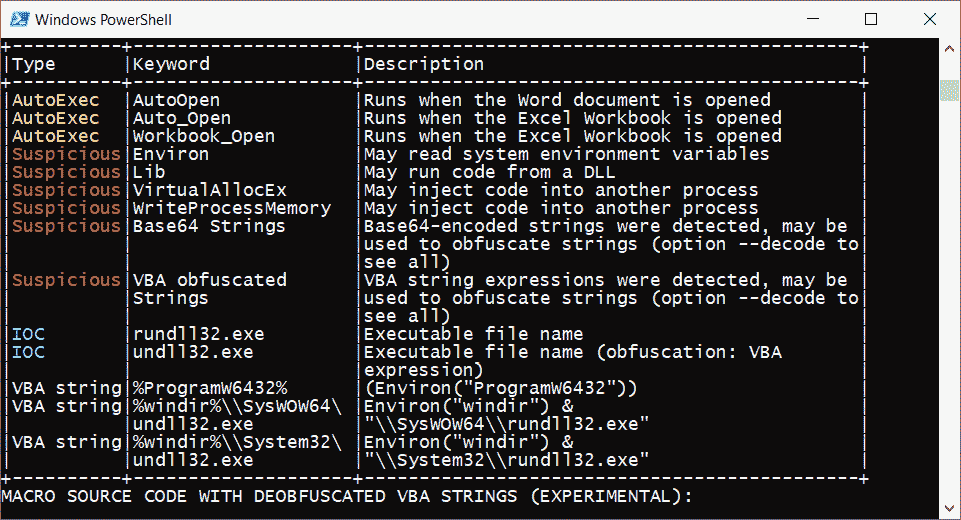 Windows PowerShell
+----------+--------------------+----------------------------------------------+
|Type      |Keyword             |Description                                   |
+----------+--------------------+----------------------------------------------+
|AutoExec  |AutoOpen            |Runs when the Word document is opened         |
|AutoExec  |Auto_Open           |Runs when the Excel Workbook is opened        |
|AutoExec  |Workbook_Open       |Runs when the Excel Workbook is opened        |
|Suspicious|Environ             |May read system environment variables         |
|Suspicious|Lib                 |May run code from a DLL                       |
|Suspicious|VirtualAllocEx      |May inject code into another process          |
|Suspicious|WriteProcessMemory  |May inject code into another process          |
|Suspicious|Base64 Strings      |Base64-encoded strings were detected, may be  |
|          |                    |used to obfuscate strings (option --decode to|
|          |                    |see all)                                      |
|Suspicious|VBA obfuscated      |VBA string expressions were detected, may be  |
|          |Strings             |used to obfuscate strings (option --decode to|
|          |                    |see all)                                      |
|IOC       |rundll32.exe        |Executable file name                          |
|IOC       |undll32.exe         |Executable file name (obfuscation: VBA        |
|          |                    |expression)                                   |
|VBA string|%ProgramW6432%      |(Environ("ProgramW6432"))                     |
|VBA string|%windir%\\SysWOW64\ |Environ("windir") &                           |
|          |undll32.exe         |"\\SysWOW64\\rundll32.exe"                    |
|VBA string|%windir%\\System32\ |Environ("windir") &                           |
|          |undll32.exe         |"\\System32\\rundll32.exe"                    |
+----------+--------------------+----------------------------------------------+
MACRO SOURCE CODE WITH DEOBFUSCATED VBA STRINGS (EXPERIMENTAL):